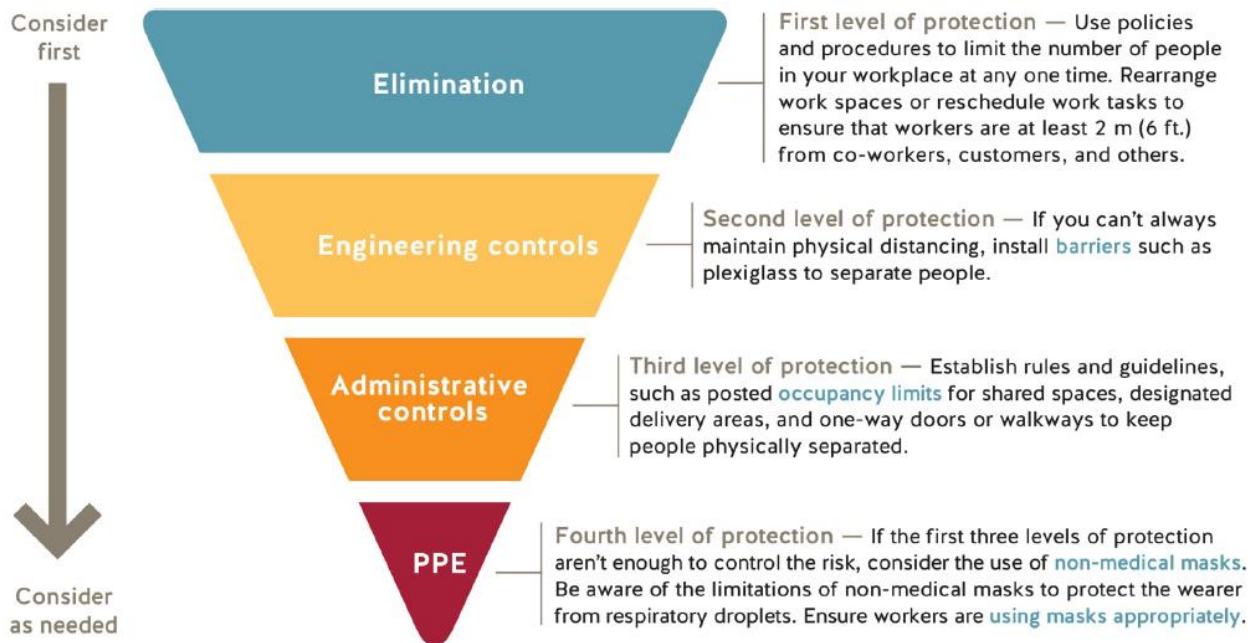 Consider
first
Elimination
First level of protection — Use policies
and procedures to limit the number of people
in your workplace at any one time. Rearrange
work spaces or reschedule work tasks to
ensure that workers are at least 2 m (6 ft.)
from co-workers, customers, and others.
Engineering controls
Second level of protection — If you can't always
maintain physical distancing, install barriers such as
plexiglass to separate people.
Administrative
controls
Third level of protection — Establish rules and guidelines,
such as posted occupancy limits for shared spaces, designated
delivery areas, and one-way doors or walkways to keep
people physically separated.
PPE
Fourth level of protection — If the first three levels of protection
aren't enough to control the risk, consider the use of non-medical masks.
Be aware of the limitations of non-medical masks to protect the wearer
from respiratory droplets. Ensure workers are using masks appropriately.
Consider
as needed